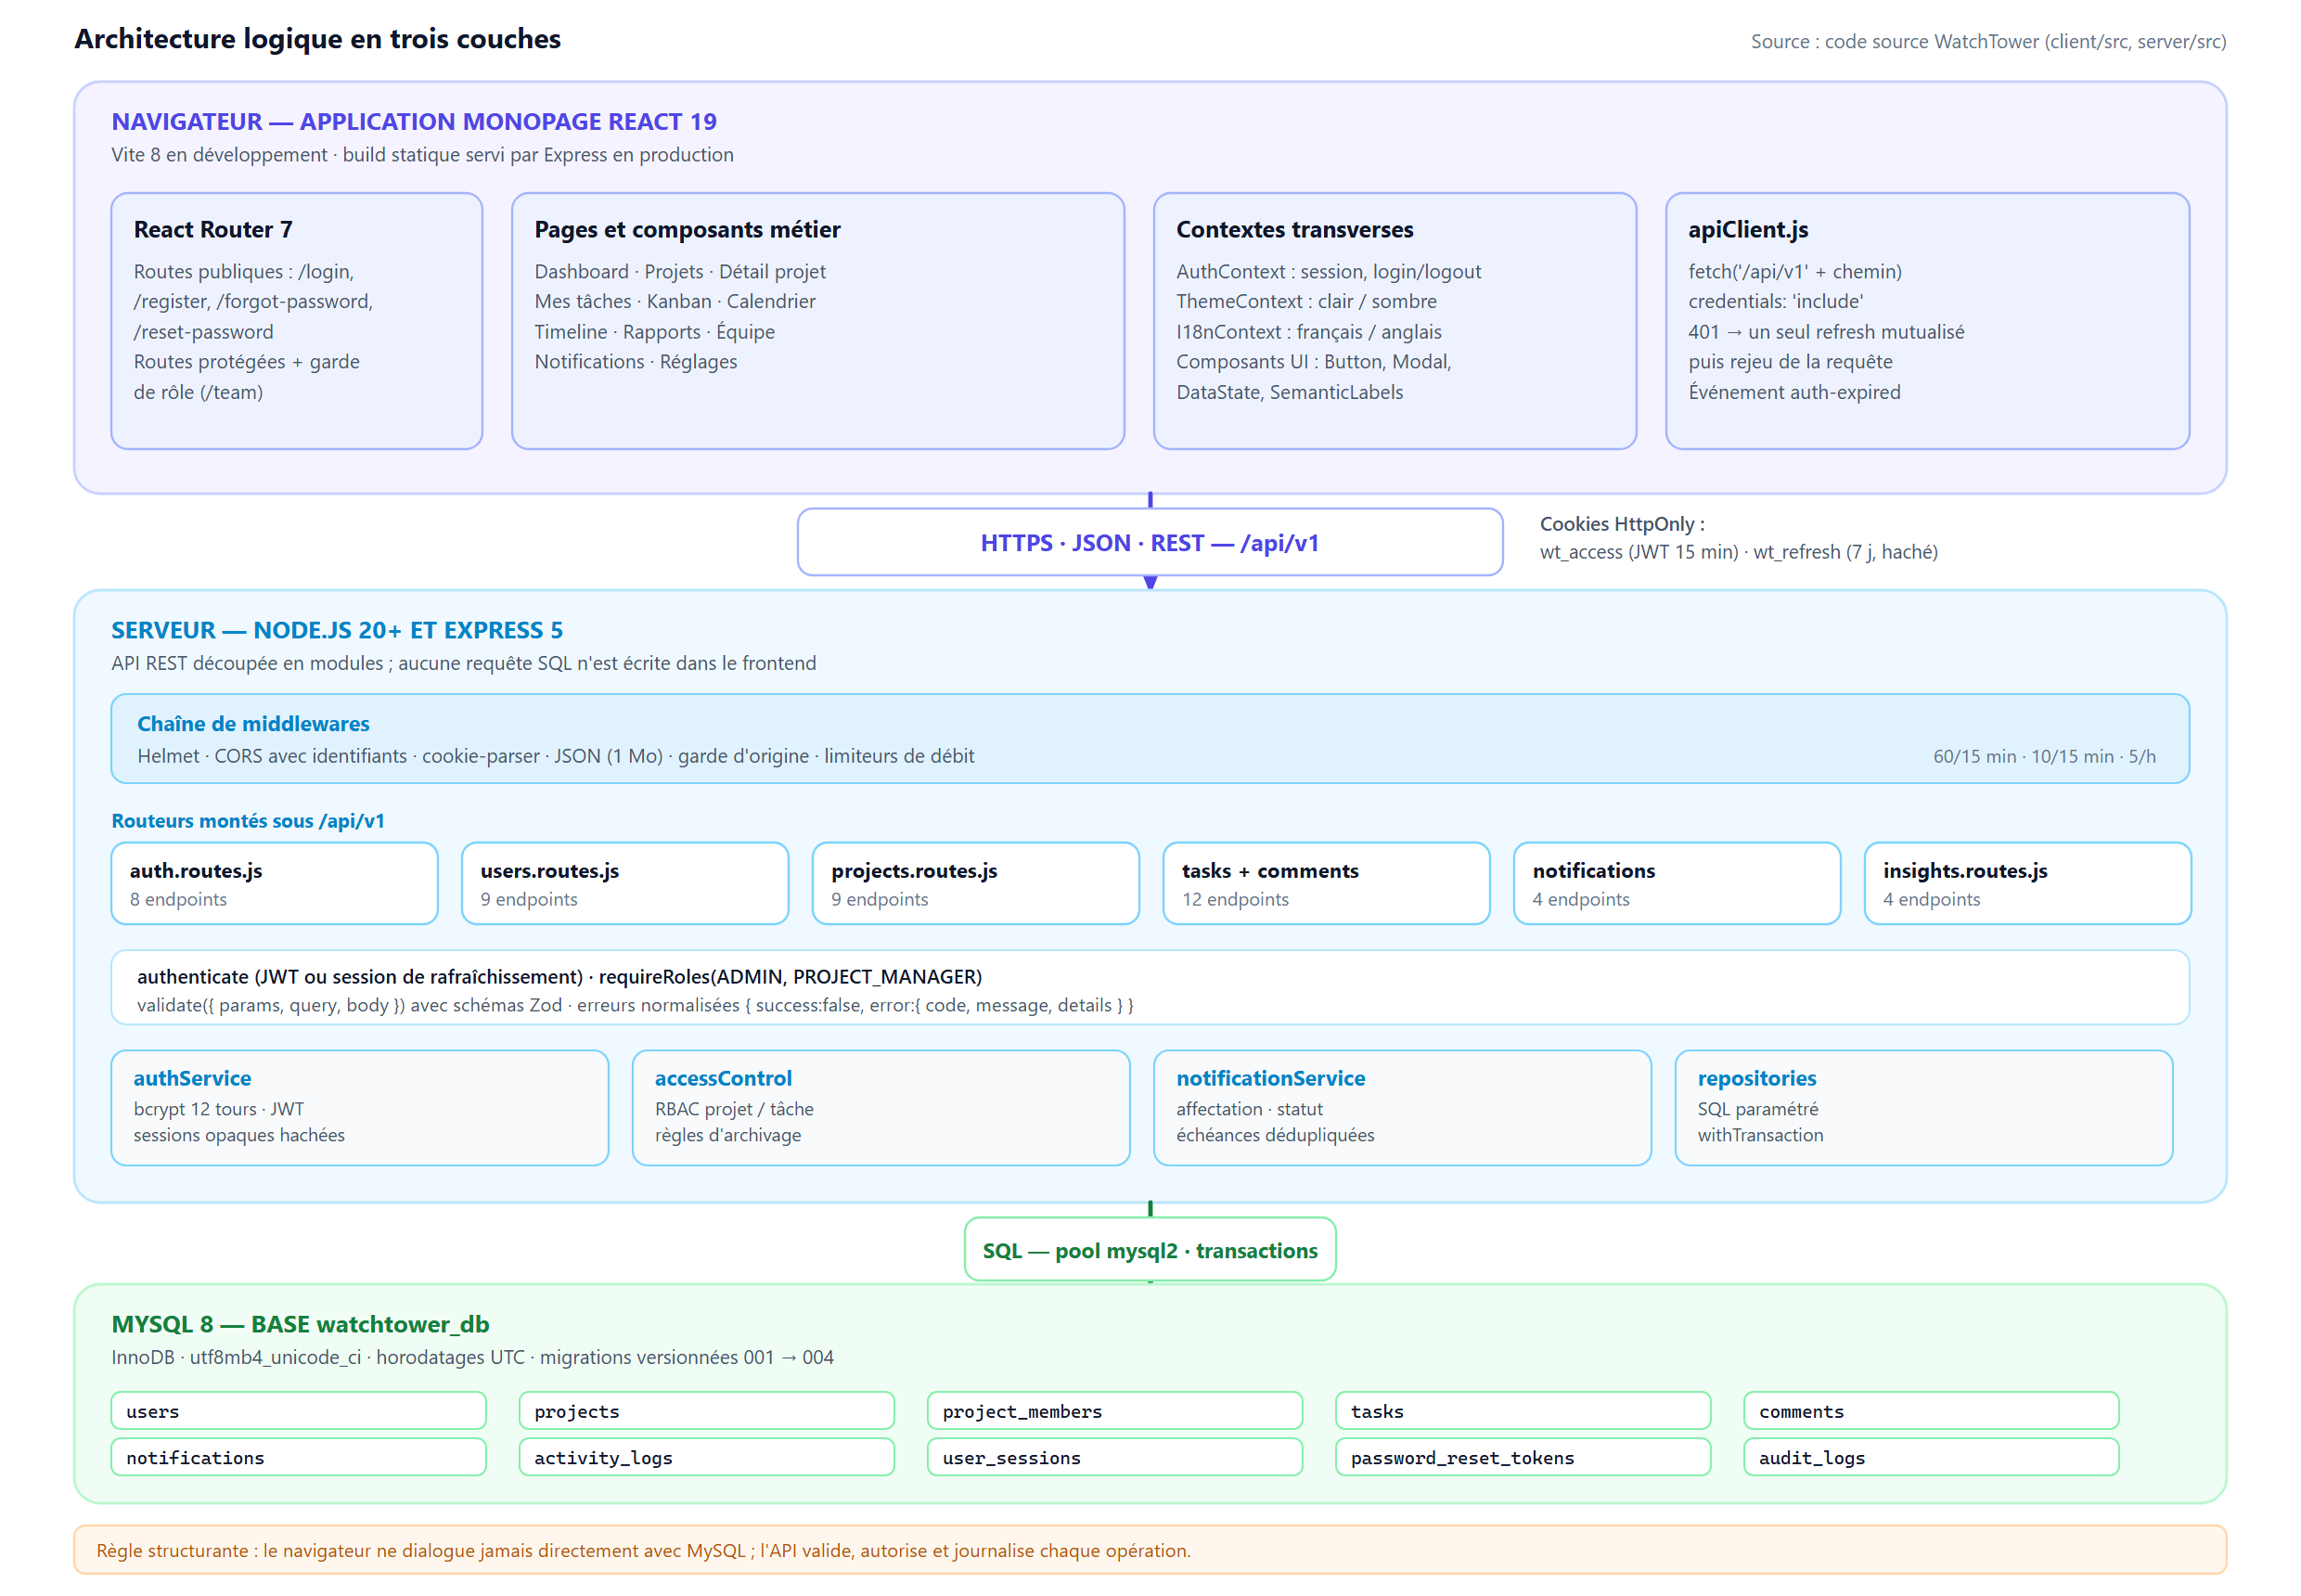 Architecture logique en trois couches
Source : code source WatchTower (client/src, server/src)
NAVIGATEUR — APPLICATION MONOPAGE REACT 19
Vite 8 en développement · build statique servi par Express en production
React Router 7
Routes publiques : /login,
/register, /forgot-password,
/reset-password
Routes protégées + garde
de rôle (/team)
Pages et composants métier
Dashboard · Projets · Détail projet
Mes tâches · Kanban · Calendrier
Timeline · Rapports · Équipe
Notifications · Réglages
Contextes transverses
AuthContext : session, login/logout
ThemeContext : clair / sombre
I18nContext : français / anglais
Composants UI : Button, Modal,
DataState, SemanticLabels
apiClient.js
fetch('/api/v1' + chemin)
credentials: 'include'
401 → un seul refresh mutualisé
puis rejeu de la requête
Événement auth-expired
HTTPS · JSON · REST — /api/v1
Cookies HttpOnly :
wt_access (JWT 15 min) · wt_refresh (7 j, haché)
SERVEUR — NODE.JS 20+ ET EXPRESS 5
API REST découpée en modules ; aucune requête SQL n'est écrite dans le frontend
Chaîne de middlewares
Helmet · CORS avec identifiants · cookie-parser · JSON (1 Mo) · garde d'origine · limiteurs de débit
60/15 min · 10/15 min · 5/h
Routeurs montés sous /api/v1
auth.routes.js
8 endpoints
users.routes.js
9 endpoints
projects.routes.js
9 endpoints
tasks + comments
12 endpoints
notifications
4 endpoints
insights.routes.js
4 endpoints
authenticate (JWT ou session de rafraîchissement) · requireRoles(ADMIN, PROJECT_MANAGER)
validate({ params, query, body }) avec schémas Zod · erreurs normalisées { success:false, error:{ code, message, details } }
authService
bcrypt 12 tours · JWT
sessions opaques hachées
accessControl
RBAC projet / tâche
règles d'archivage
notificationService
affectation · statut
échéances dédupliquées
repositories
SQL paramétré
withTransaction
SQL — pool mysql2 · transactions
MYSQL 8 — BASE watchtower_db
InnoDB · utf8mb4_unicode_ci · horodatages UTC · migrations versionnées 001 → 004
users
projects
project_members
tasks
comments
notifications
activity_logs
user_sessions
password_reset_tokens
audit_logs
Règle structurante : le navigateur ne dialogue jamais directement avec MySQL ; l'API valide, autorise et journalise chaque opération.